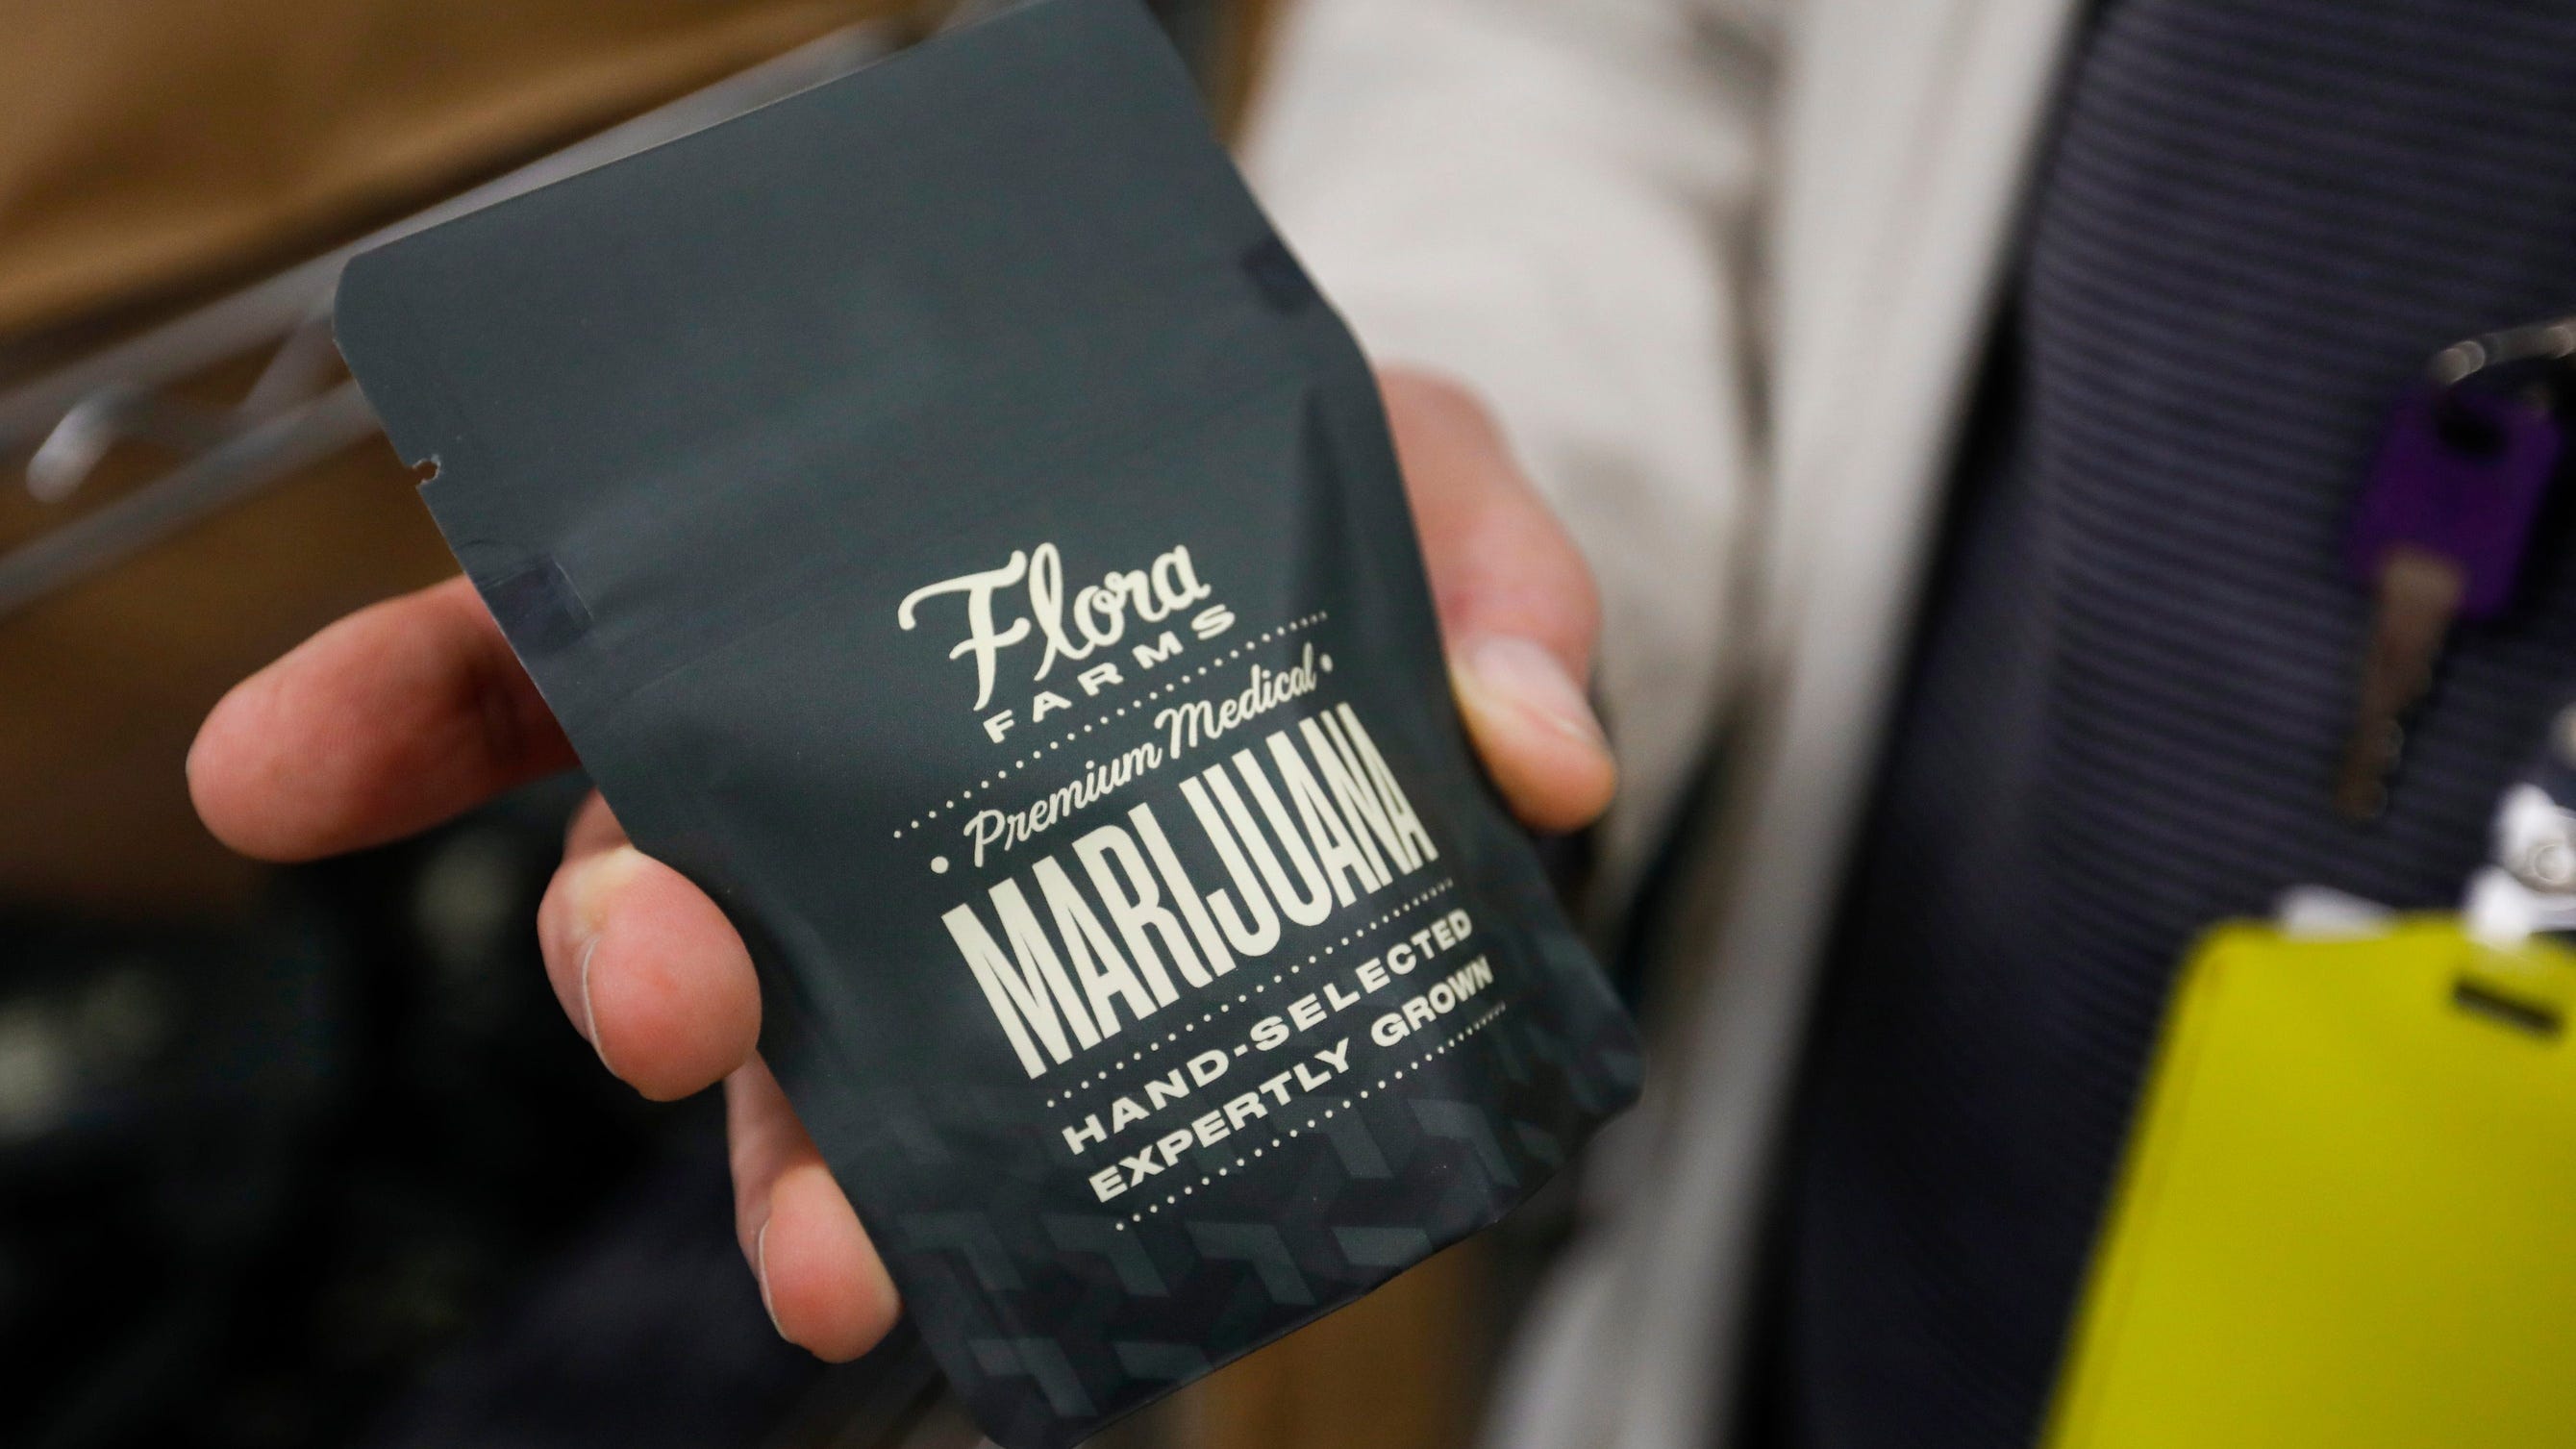 Flora
FARMS
Premium Medical
MARIJUANA
HAND-SELECTED
EXPERTLY GROWN